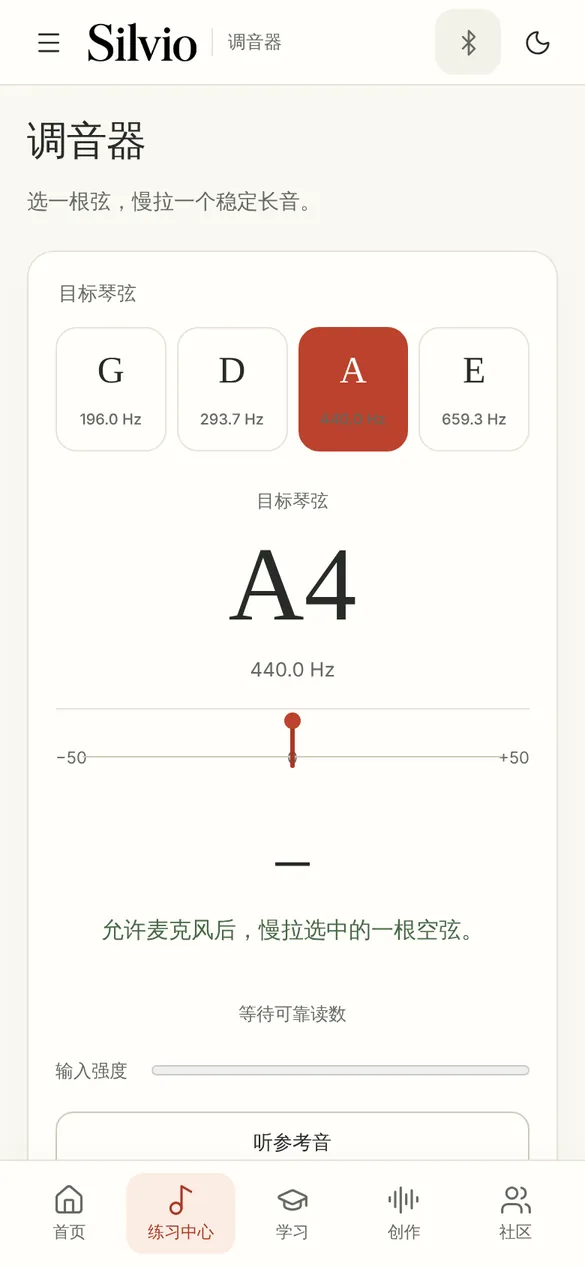 Silvio 调音器
调音器
选一根弦，慢拉一个稳定长音。
目标琴弦
G D A E
196.0 Hz 293.7 Hz 440.0 Hz 659.3 Hz
目标琴弦
A4
440.0 Hz
−50 +50
—
允许麦克风后，慢拉选中的一根空弦。
等待可靠读数
输入强度
听参考音
首页 练习中心 学习 创作 社区